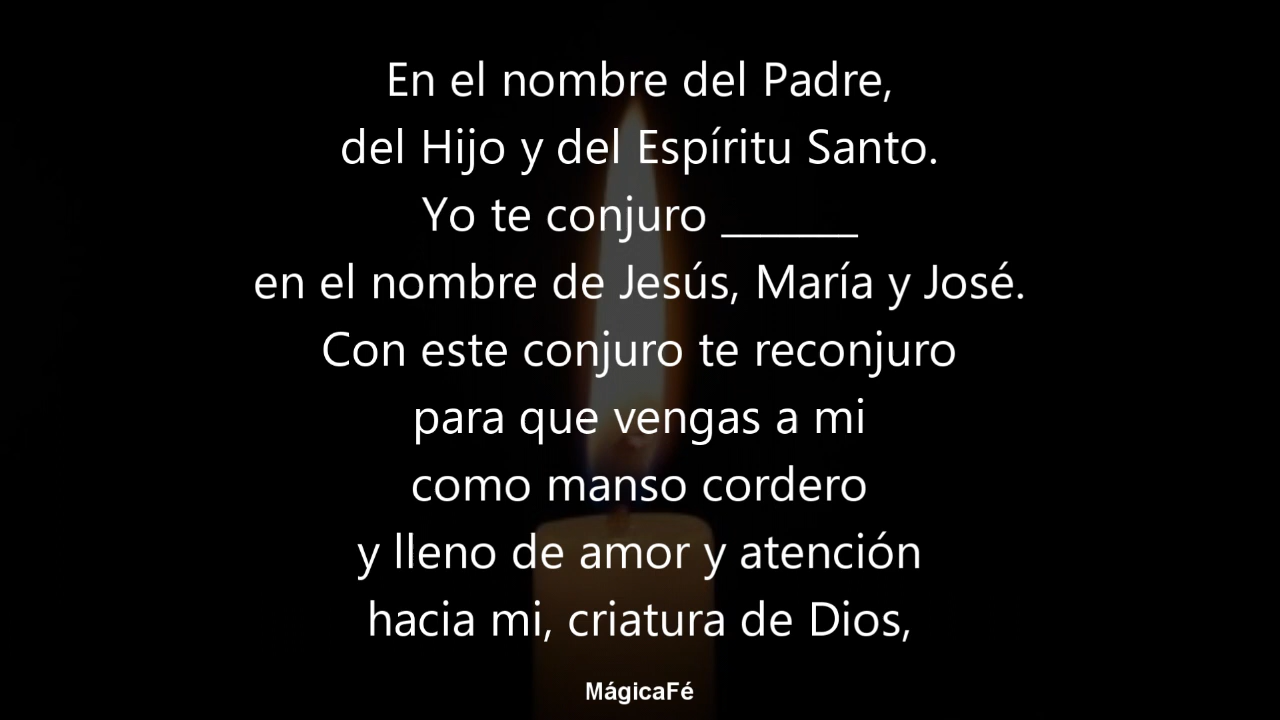 En el nombre del Padre,
del Hijo y del Espíritu Santo.
Yo te conjuro _______
en el nombre de Jesús, María y José.
Con este conjuro te reconjuro
para que vengas a mi
como manso cordero
y lleno de amor y atención
hacia mi, criatura de Dios,
MágicaFé